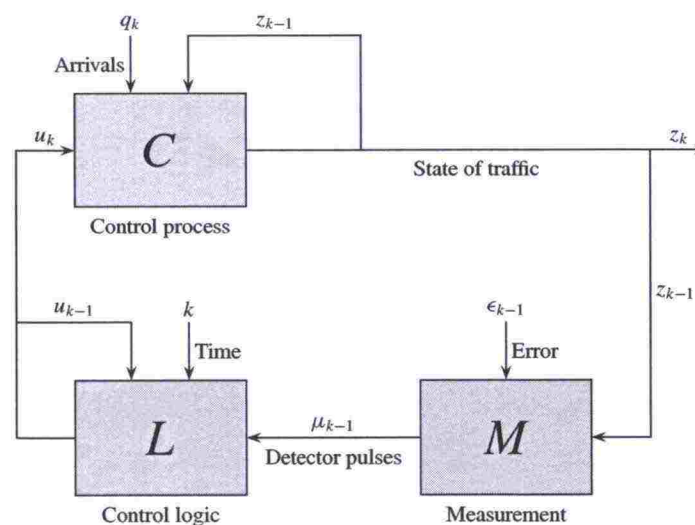 q_k
z_{k−1}
Arrivals
u_k
C
z_k
State of traffic
Control process
z_{k−1}
u_{k−1}
k
ϵ_{k−1}
Time
Error
L
μ_{k−1}
M
Detector pulses
Control logic
Measurement